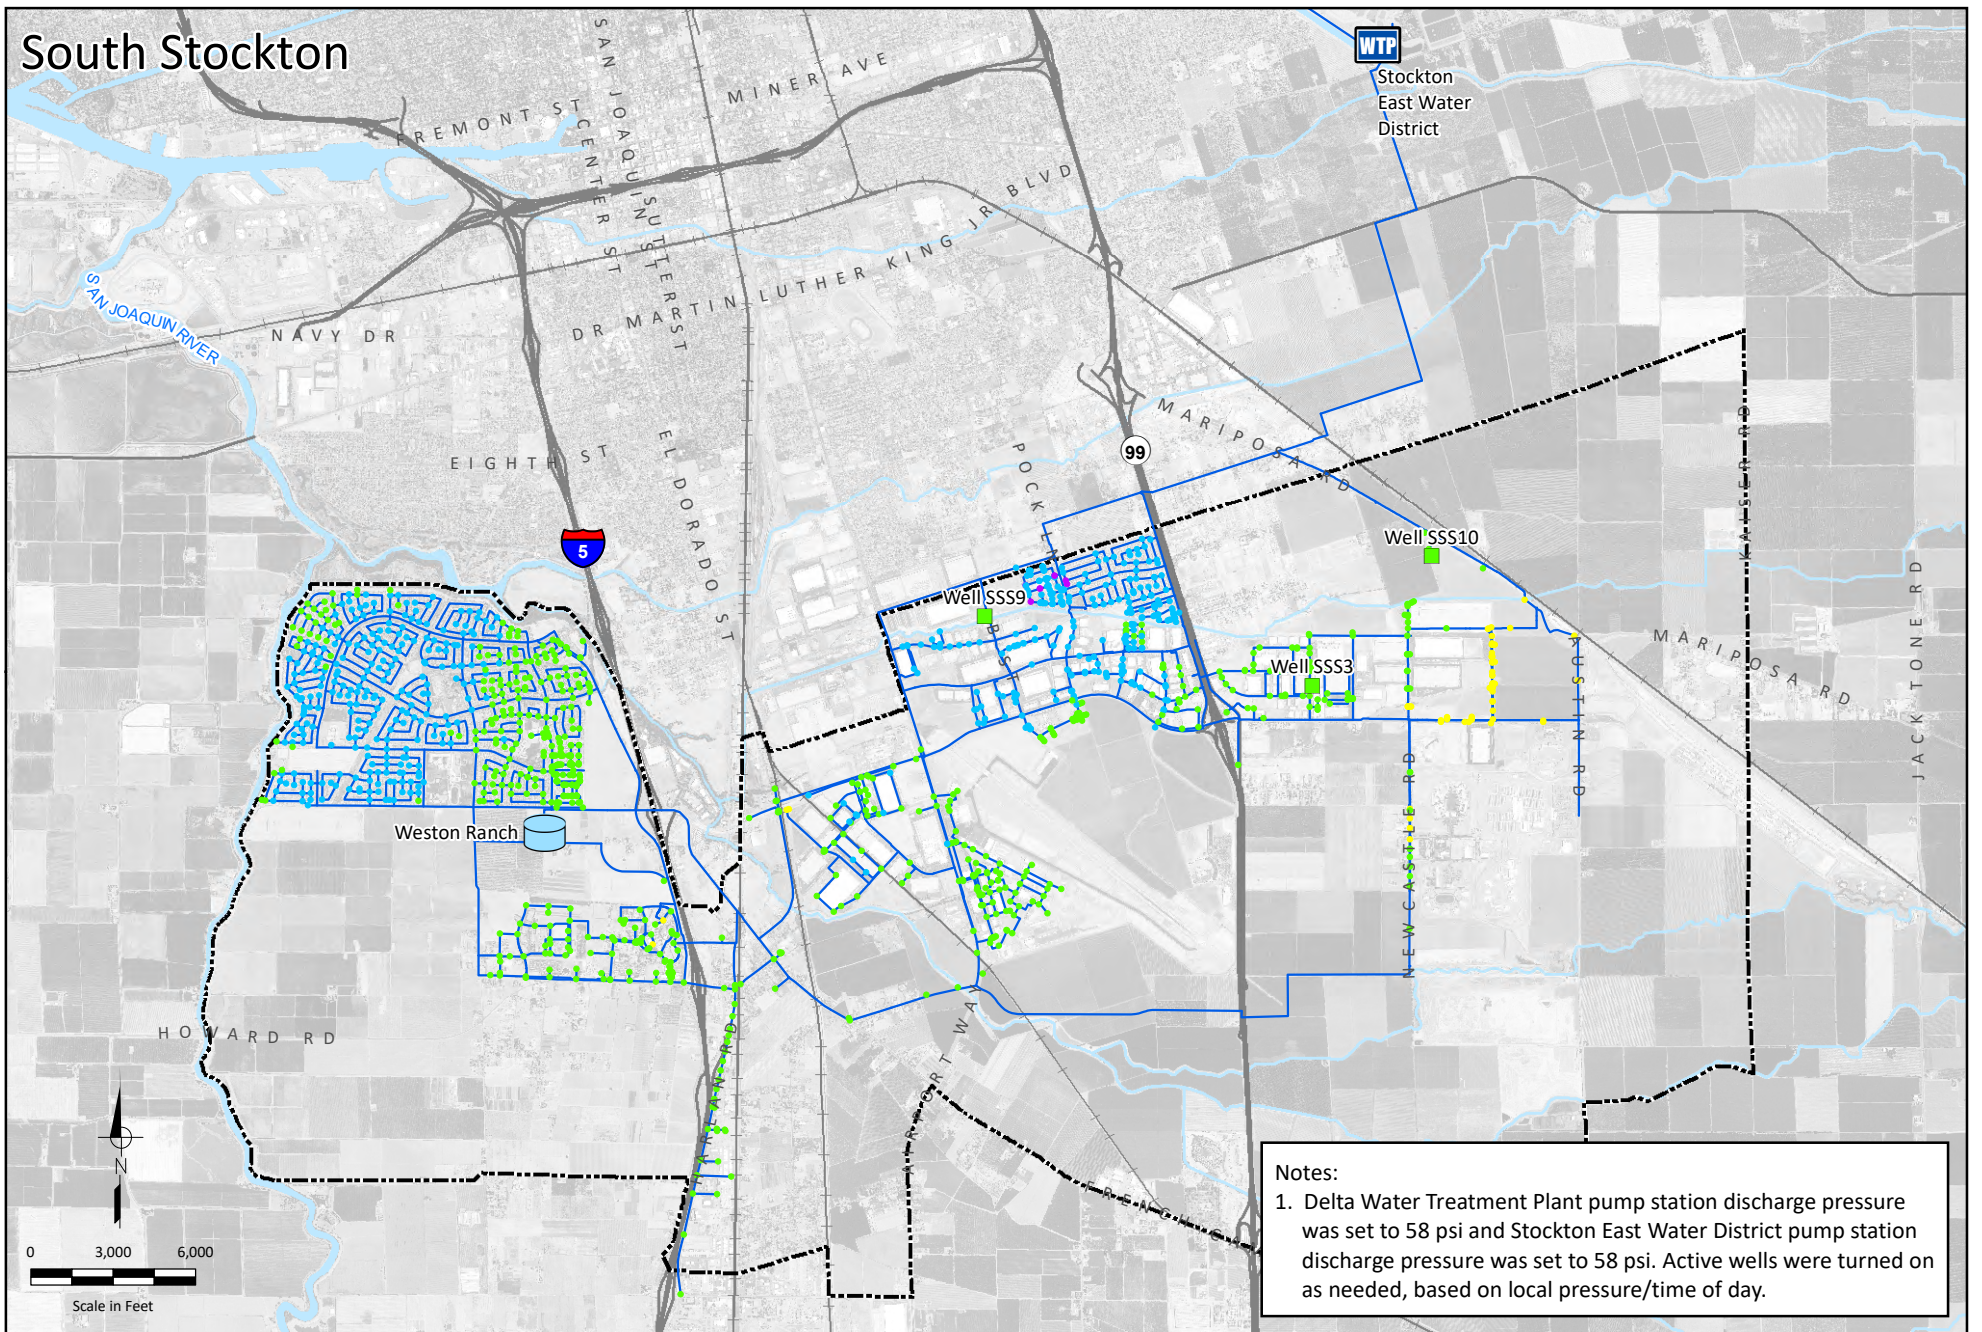 South Stockton
WTP
Stockton
East Water
District
SAN JOAQUIN ST
MINER AVE
FREMONT ST
CENTER ST
SUTTER ST
DR MARTIN LUTHER KING JR BLVD
SAN JOAQUIN RIVER
NAVY DR
MARIPOSA RD
99
EIGHTH ST
EL DORADO ST
POCK LN
KAISER RD
5
Well SSS10
JACK TONE RD
Well SSS9
B ST
Well SSS3
MARIPOSA RD
AUSTIN RD
Weston Ranch
NEWCASTLE RD
HOWARD RD
HARLAN RD
AIRPORT WAY
FRENCH C
N
0 3,000 6,000
Scale in Feet
Notes:
1. Delta Water Treatment Plant pump station discharge pressure
was set to 58 psi and Stockton East Water District pump station
discharge pressure was set to 58 psi. Active wells were turned on
as needed, based on local pressure/time of day.